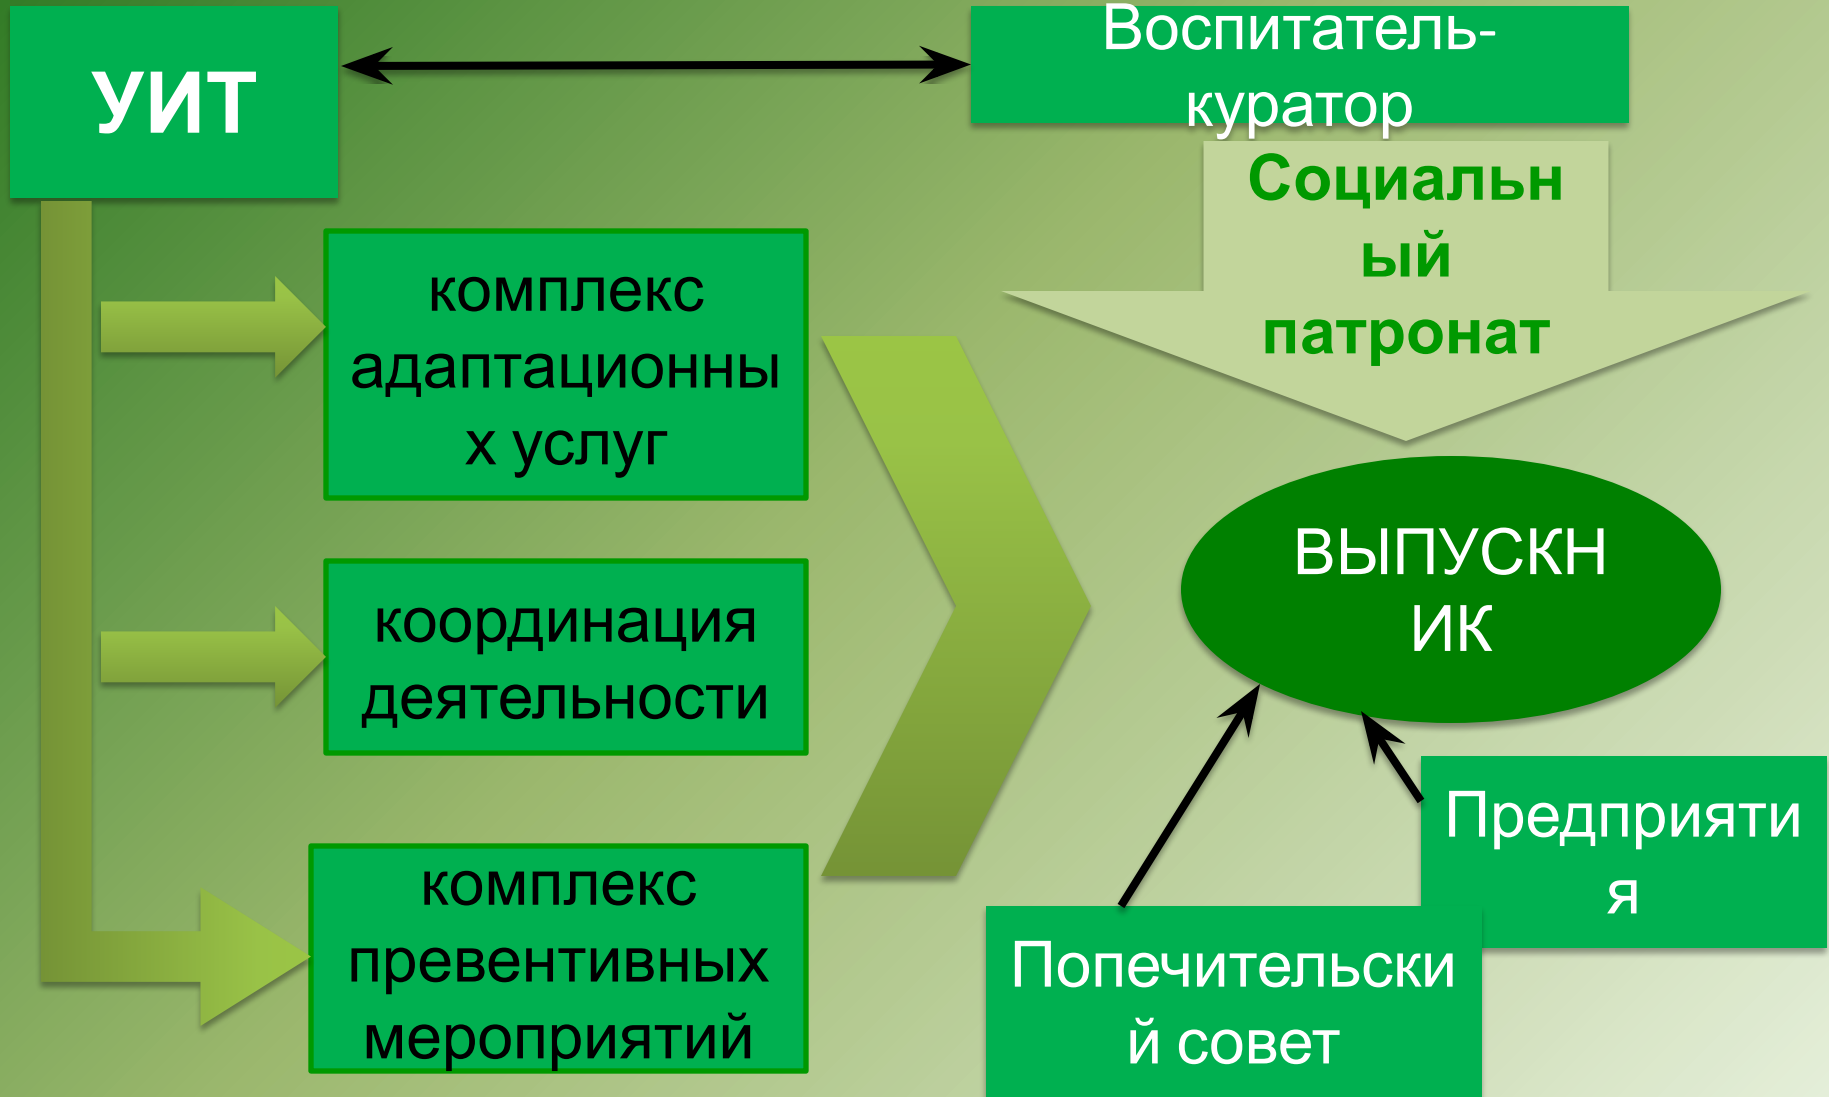 УИТ
Воспитатель-
куратор
Социальн
ый
патронат
комплекс
адаптационны
х услуг
координация
деятельности
комплекс
превентивных
мероприятий
ВЫПУСКН
ИК
Предприяти
я
Попечительски
й совет